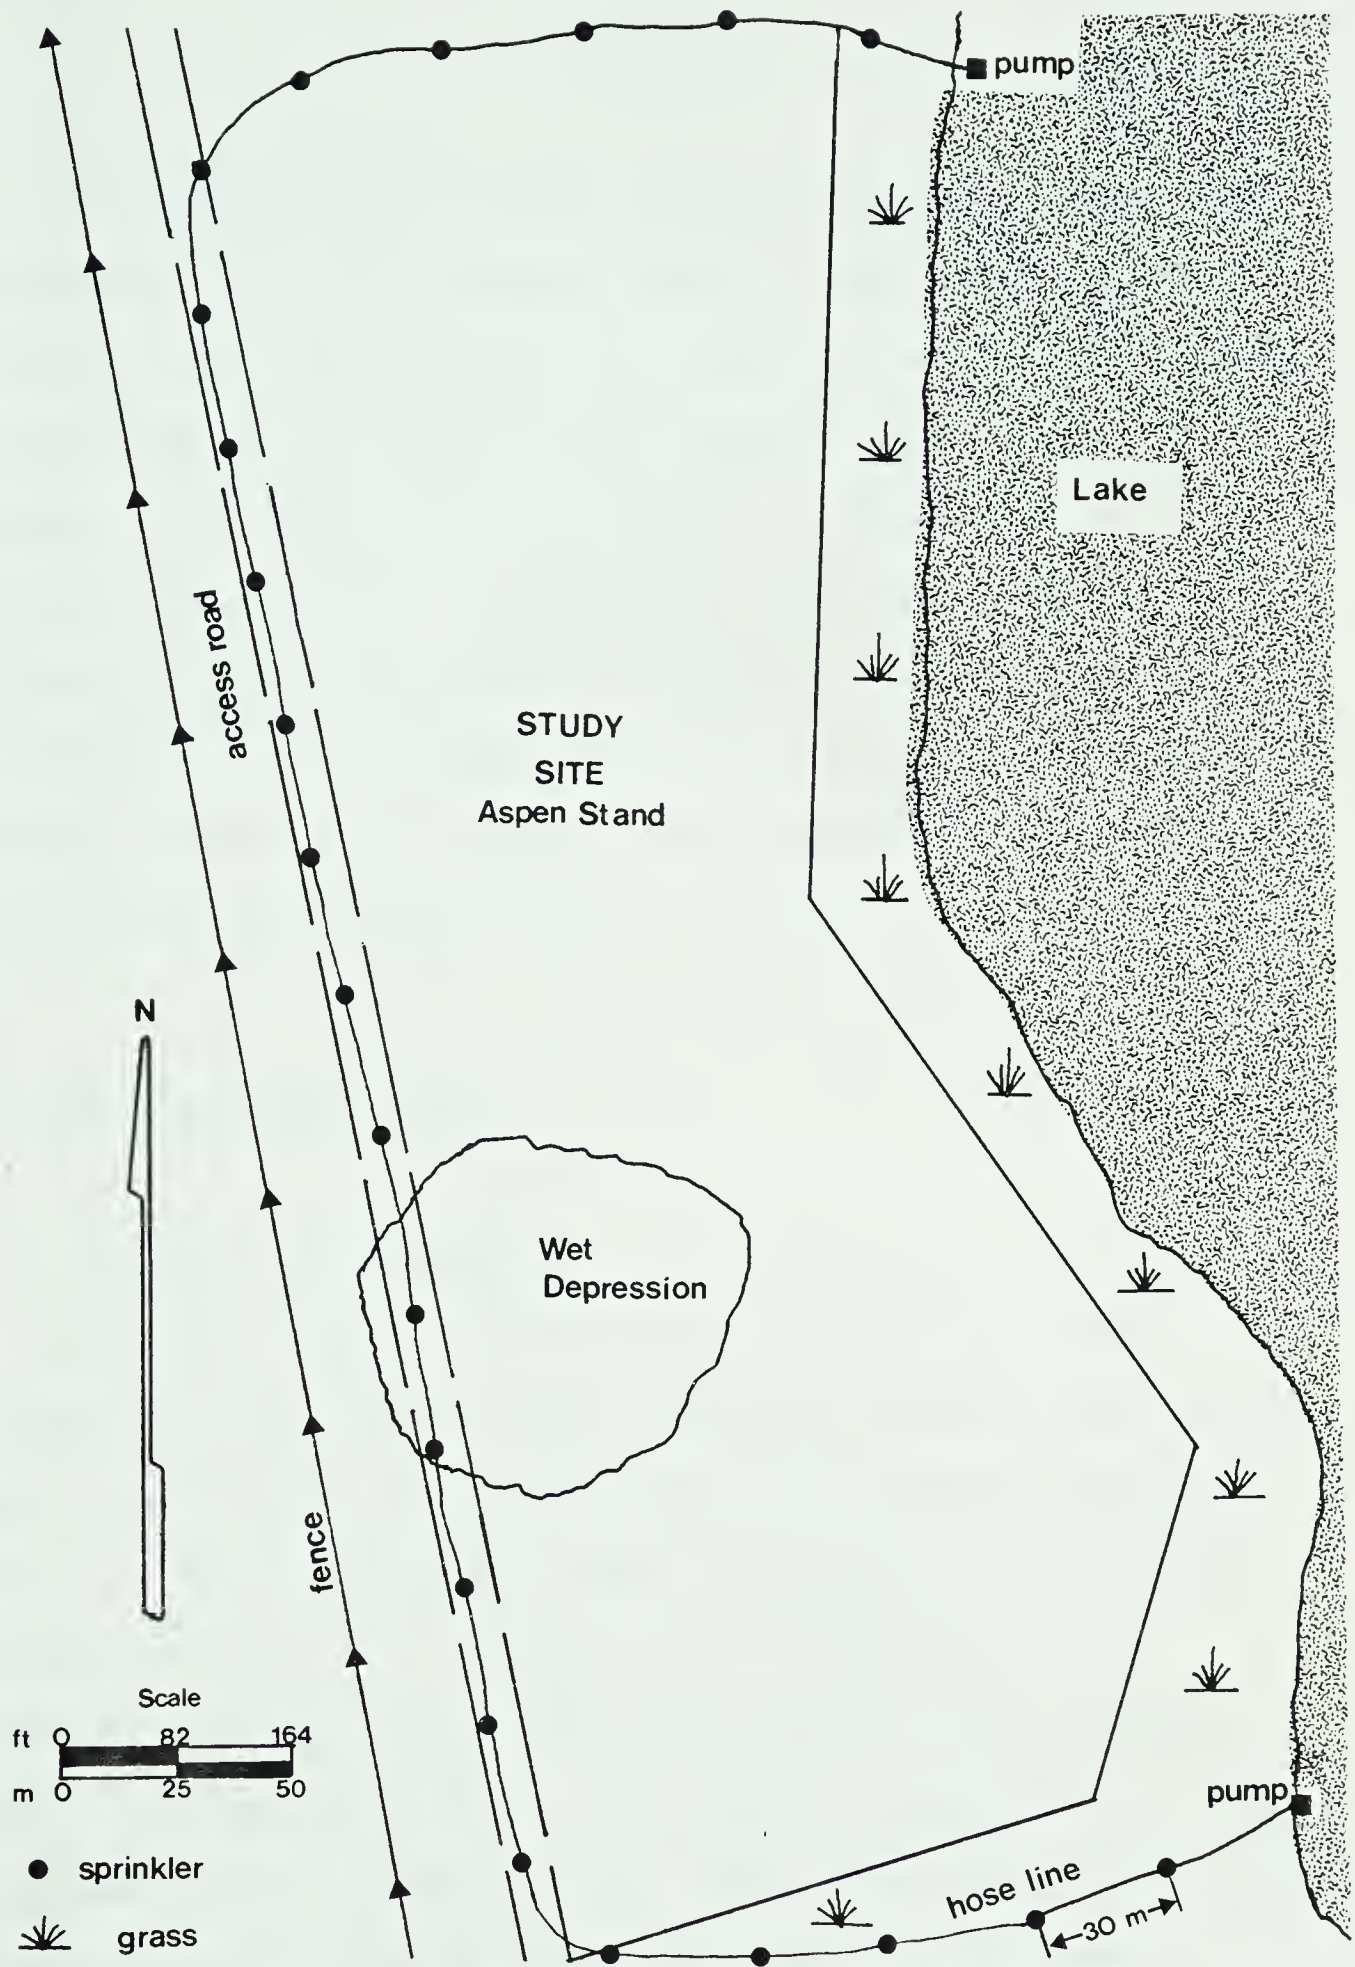 pump
Lake
access road
STUDY
SITE
Aspen Stand
N
Wet
Depression
fence
Scale
ft 0 82 164
m 0 25 50
pump
sprinkler
hose line
30 m
grass